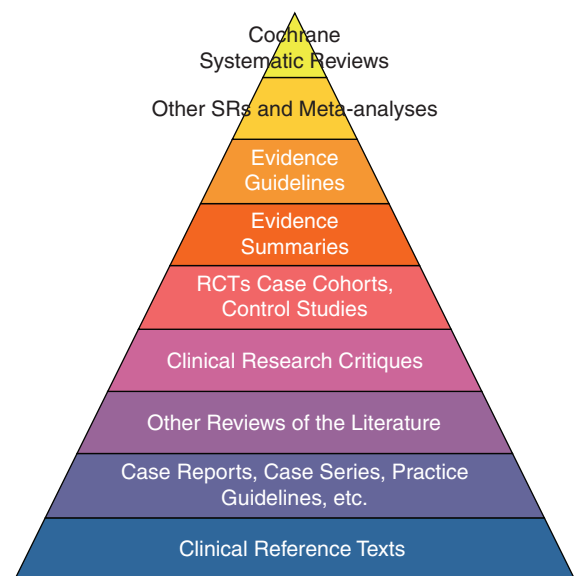 Cochrane
Systematic Reviews
Other SRs and Meta-analyses
Evidence
Guidelines
Evidence
Summaries
RCTs Case Cohorts,
Control Studies
Clinical Research Critiques
Other Reviews of the Literature
Case Reports, Case Series, Practice
Guidelines, etc.
Clinical Reference Texts